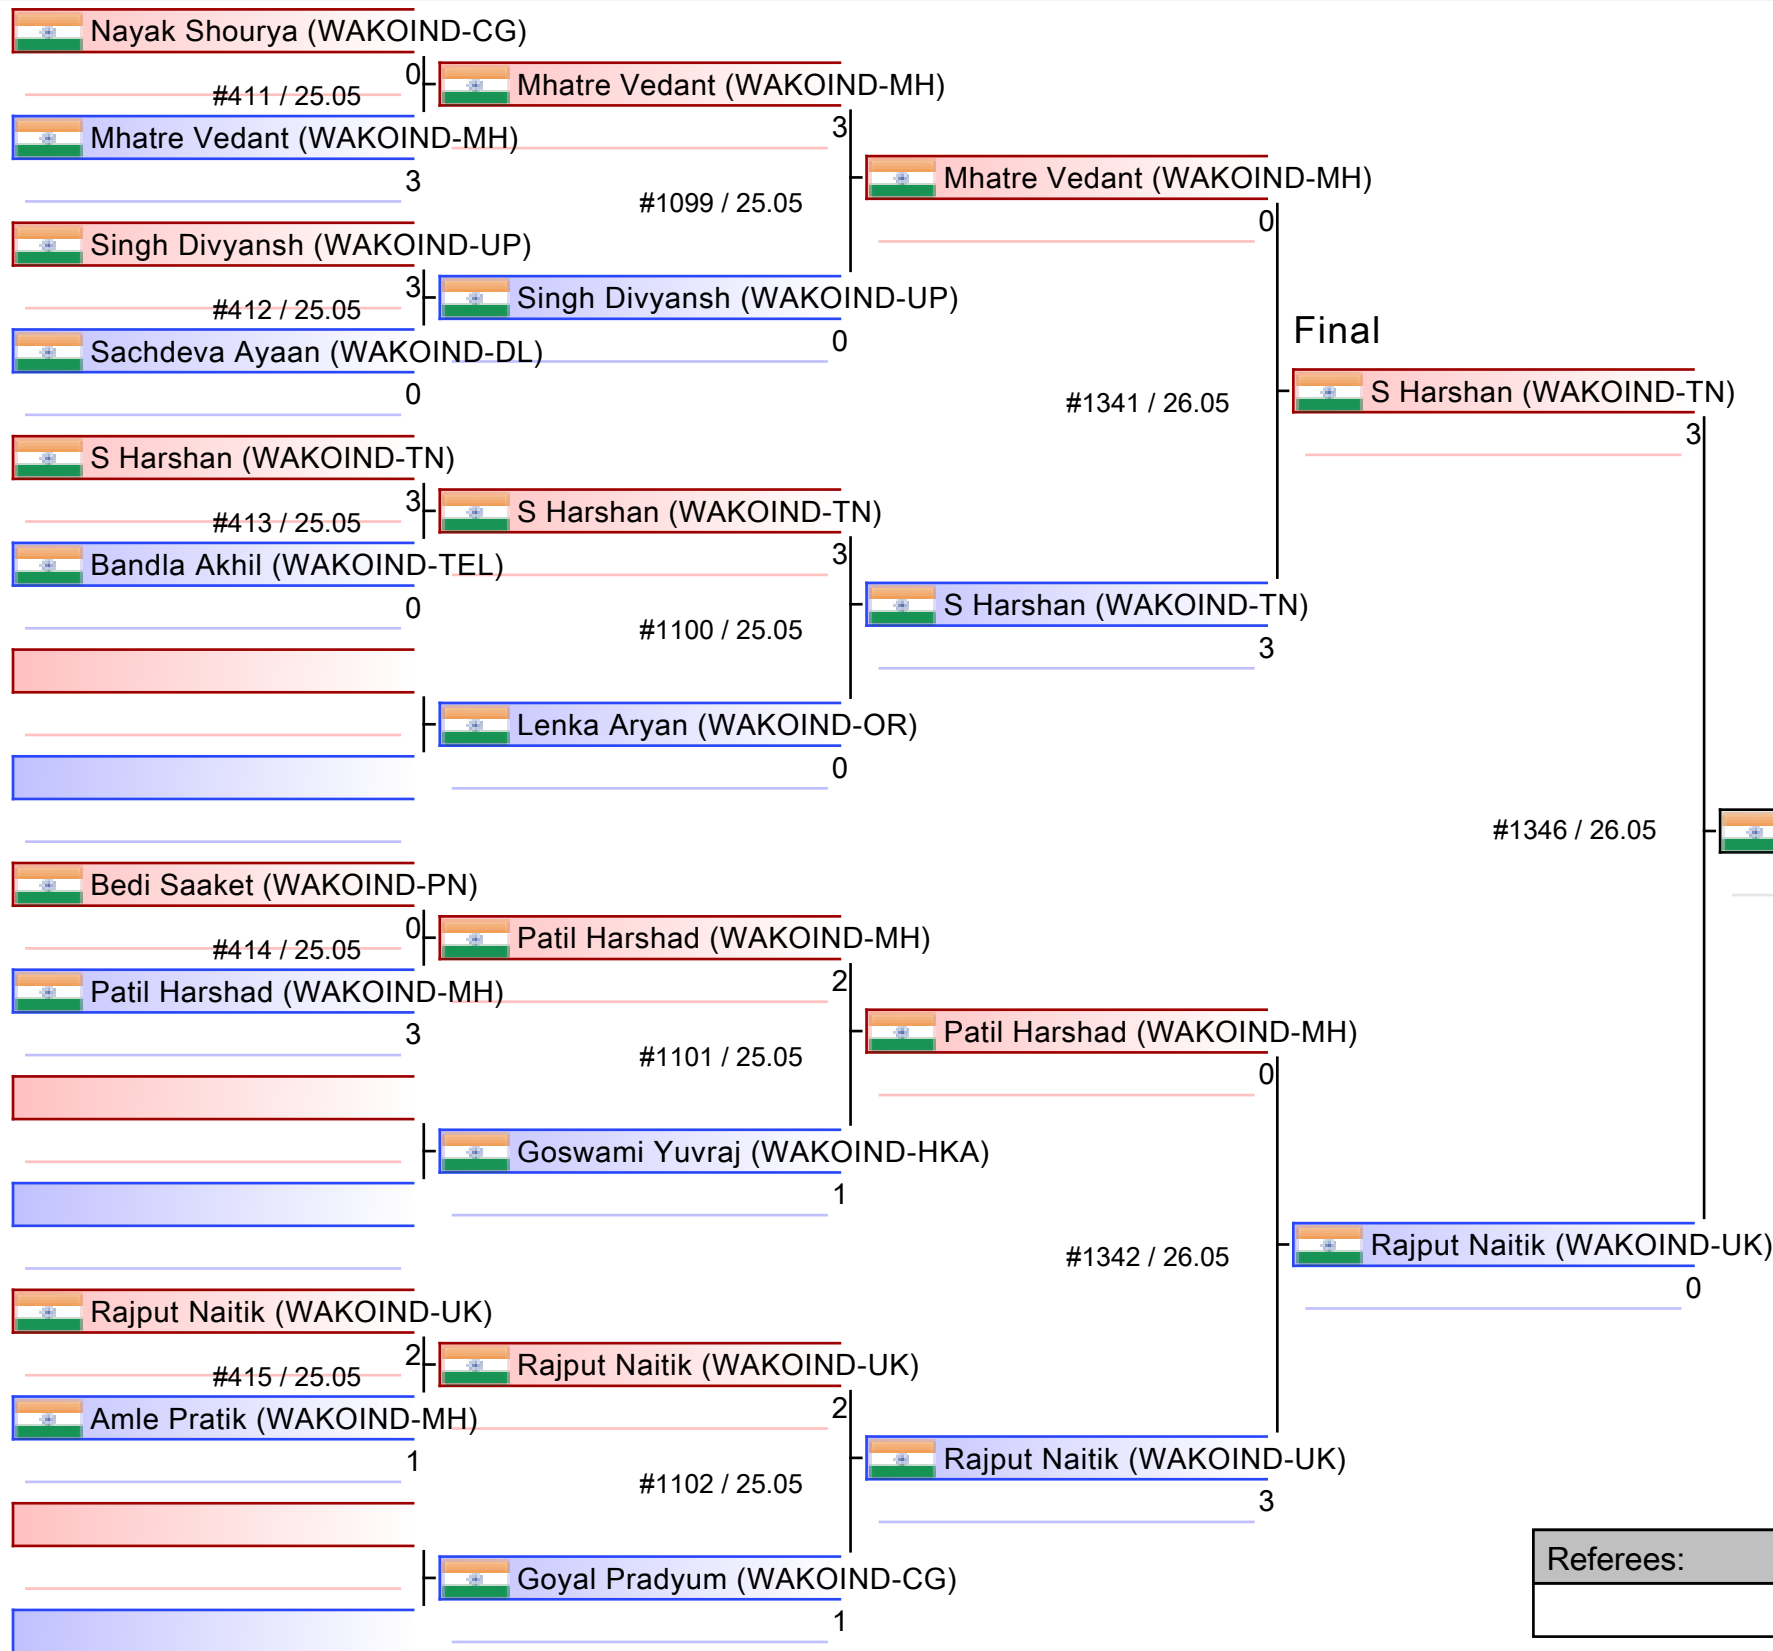 Nayak Shourya (WAKOIND-CG)
0
#411 / 25.05
Mhatre Vedant (WAKOIND-MH)
3
Singh Divyansh (WAKOIND-UP)
3
#412 / 25.05
Sachdeva Ayaan (WAKOIND-DL)
0
S Harshan (WAKOIND-TN)
3
#413 / 25.05
Bandla Akhil (WAKOIND-TEL)
0
Bedi Saaket (WAKOIND-PN)
0
#414 / 25.05
Patil Harshad (WAKOIND-MH)
3
Rajput Naitik (WAKOIND-UK)
2
#415 / 25.05
Amle Pratik (WAKOIND-MH)
1
Mhatre Vedant (WAKOIND-MH)
3
#1099 / 25.05
Singh Divyansh (WAKOIND-UP)
0
S Harshan (WAKOIND-TN)
3
#1100 / 25.05
Lenka Aryan (WAKOIND-OR)
0
Patil Harshad (WAKOIND-MH)
2
#1101 / 25.05
Goswami Yuvraj (WAKOIND-HKA)
1
Rajput Naitik (WAKOIND-UK)
2
#1102 / 25.05
Goyal Pradyum (WAKOIND-CG)
1
Mhatre Vedant (WAKOIND-MH)
0
#1341 / 26.05
S Harshan (WAKOIND-TN)
3
Patil Harshad (WAKOIND-MH)
0
#1342 / 26.05
Rajput Naitik (WAKOIND-UK)
3
Final
S Harshan (WAKOIND-TN)
3
#1346 / 26.05
Rajput Naitik (WAKOIND-UK)
0
Referees: